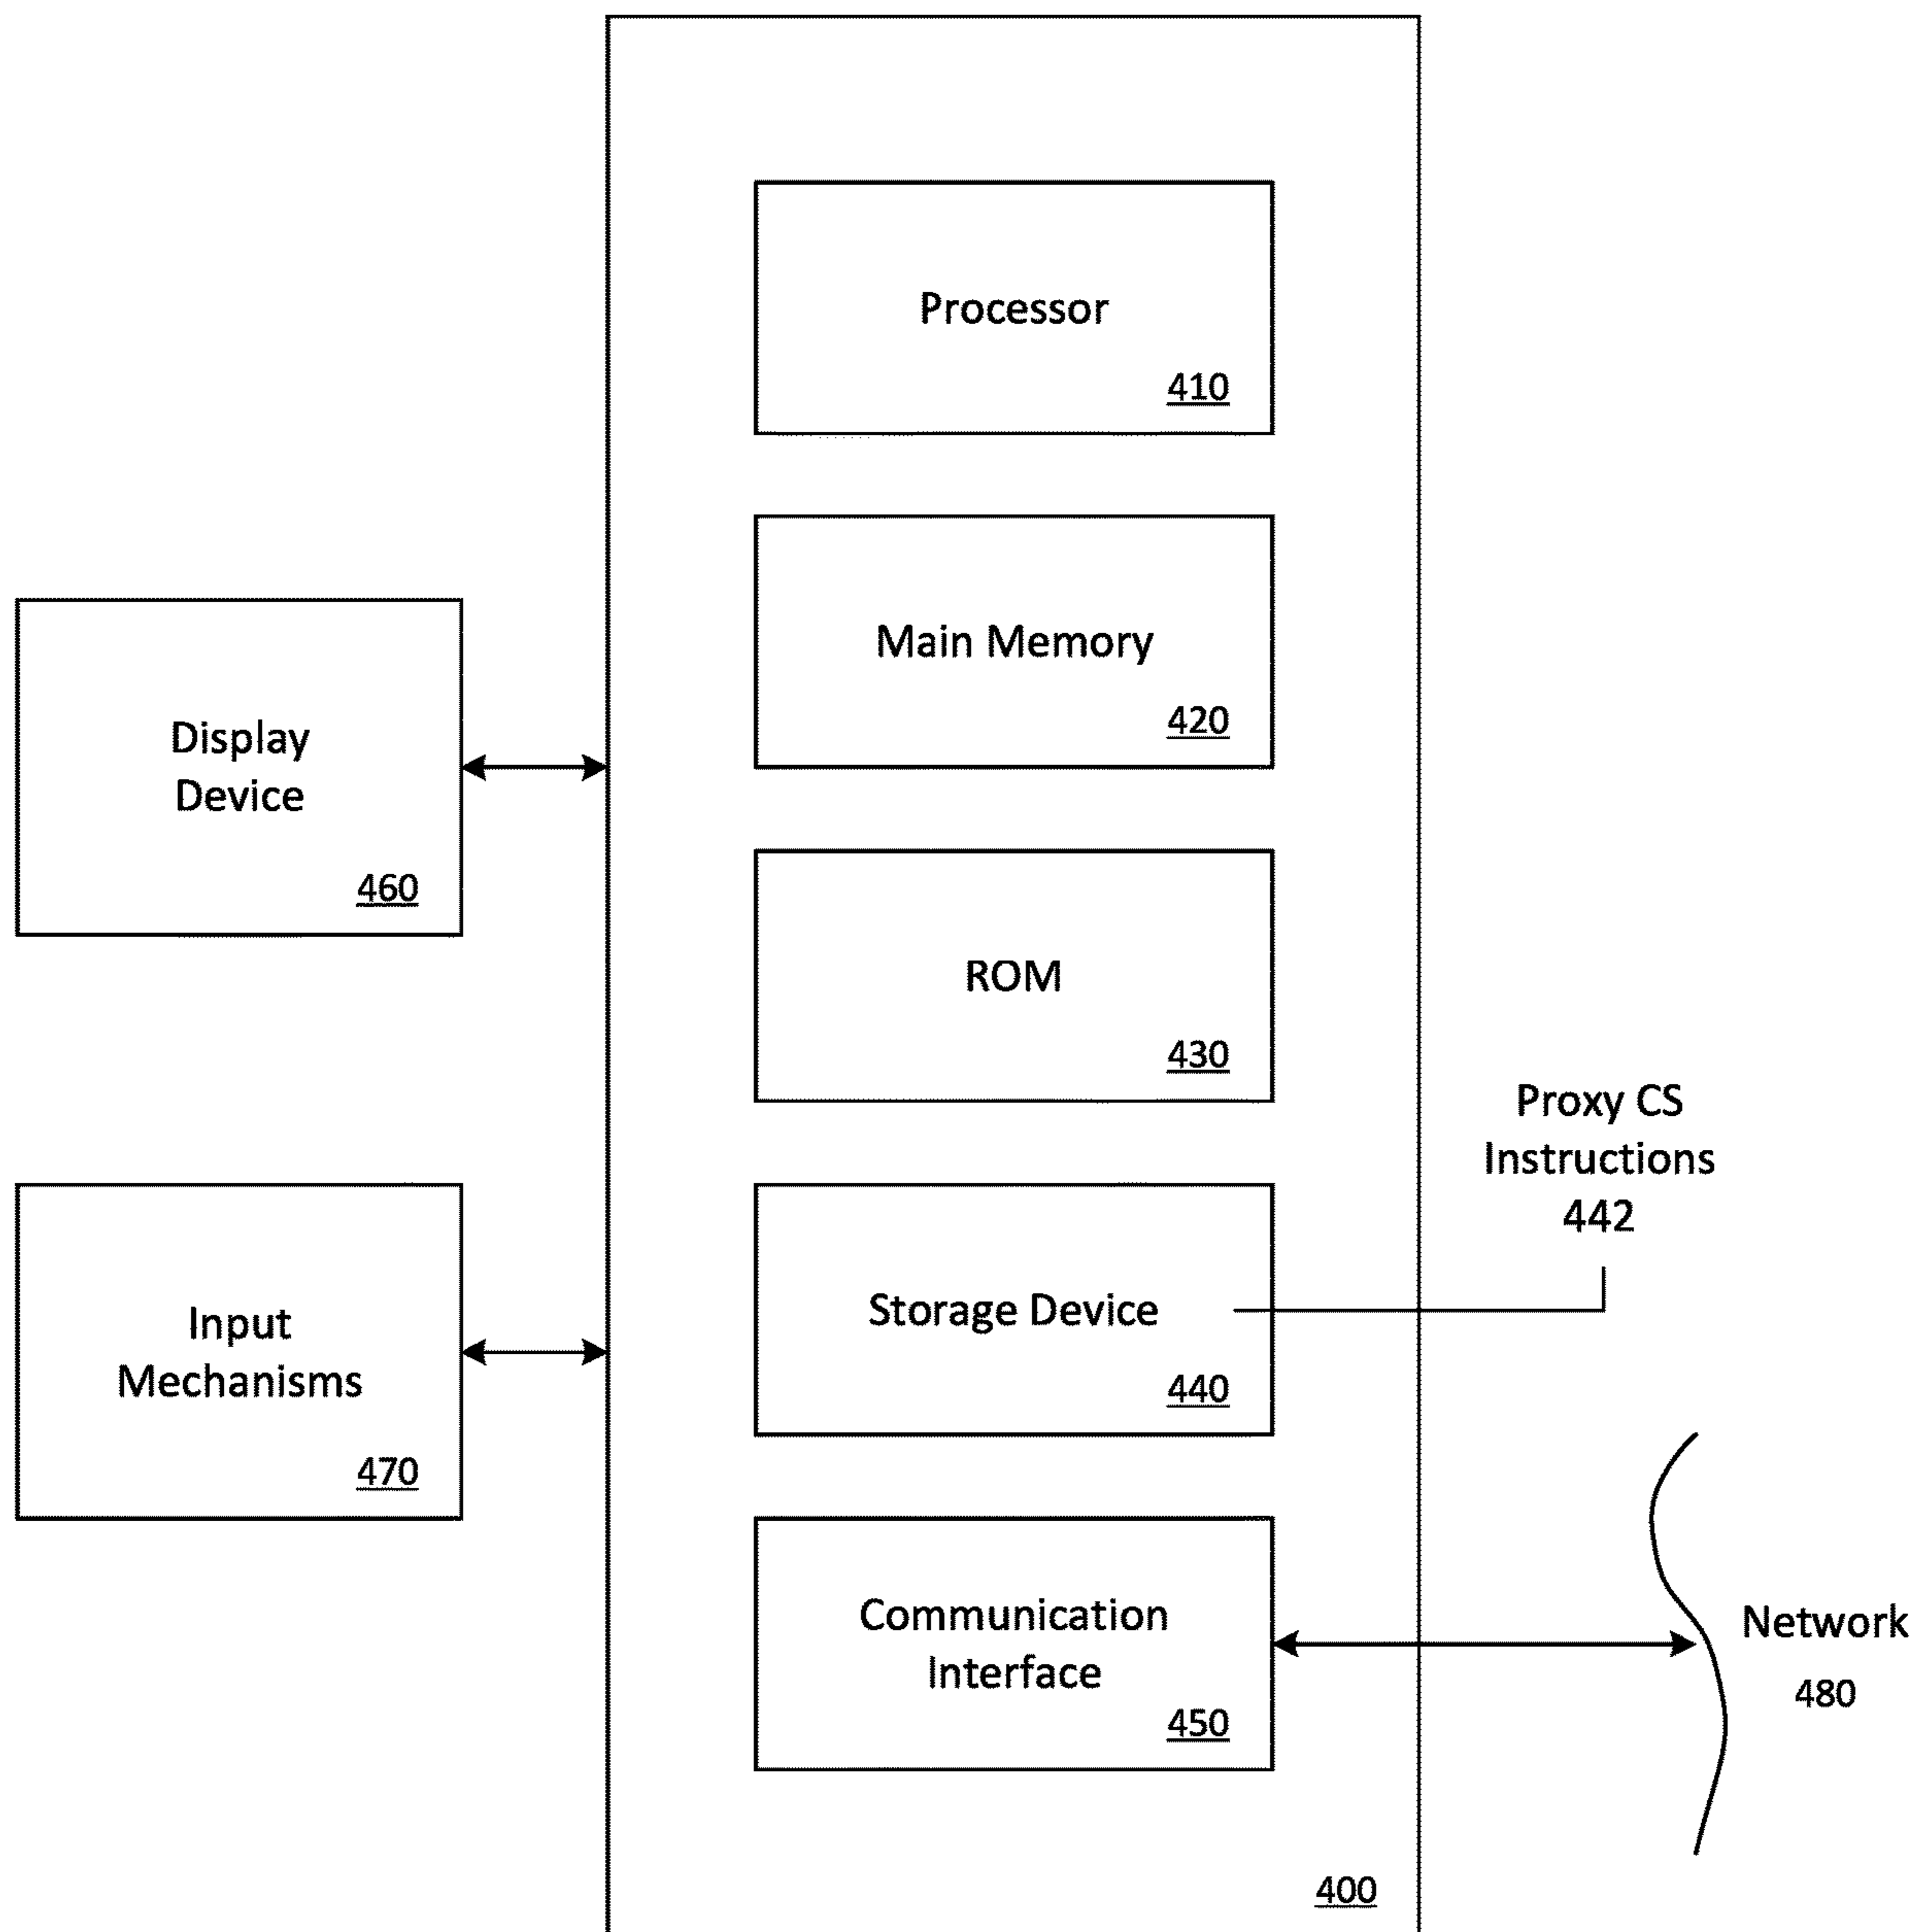 Processor
410
Main Memory
420
Display
Device
460
ROM
430
Proxy CS
Instructions
442
Input
Mechanisms
470
Storage Device
440
Communication
Interface
450
Network
480
400